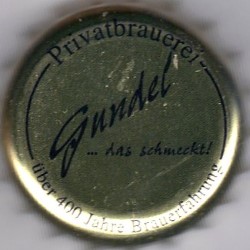 Privatbrauerei
Gundel
... das schmeckt!
über 400 Jahre Brauerfahrung